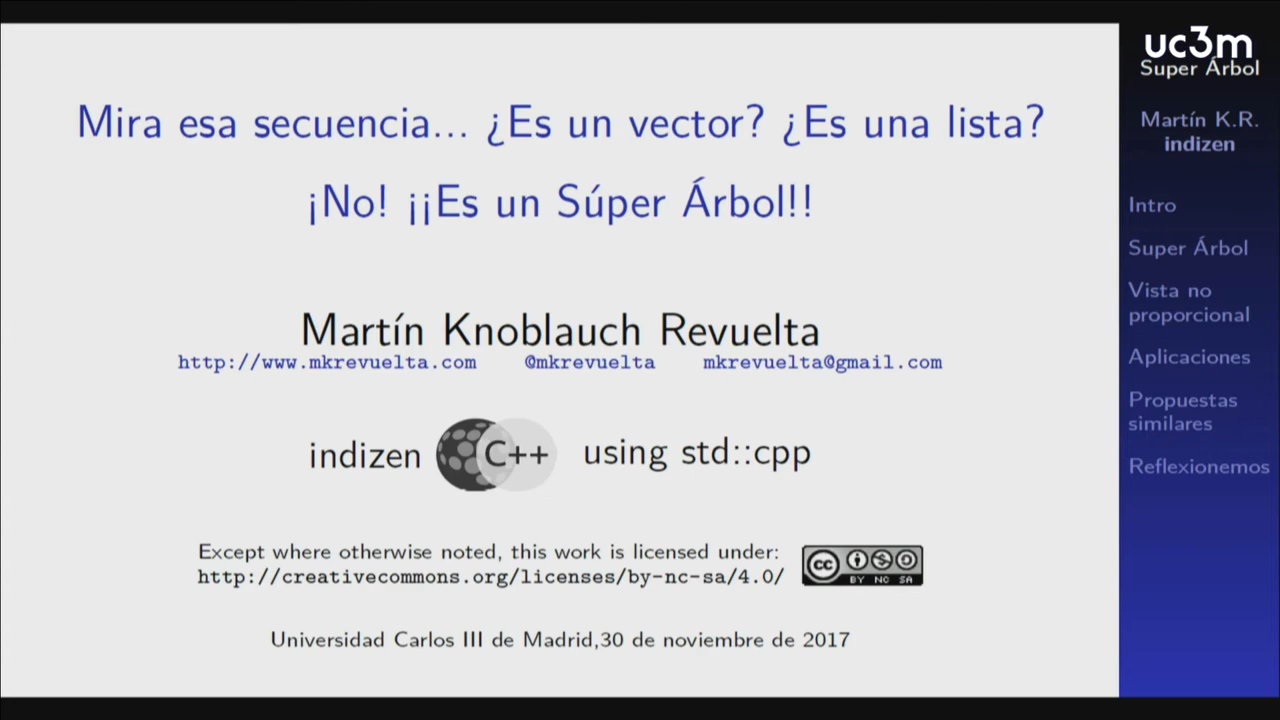 Mira esa secuencia... ¿Es un vector? ¿Es una lista?
¡No! ¡¡Es un Súper Árbol!!
Martín Knoblauch Revuelta
http://www.mkrevuelta.com @mkrevuelta mkrevuelta@gmail.com
indizen C++ using std::cpp
Except where otherwise noted, this work is licensed under:
http://creativecommons.org/licenses/by-nc-sa/4.0/
cc BY NC SA
Universidad Carlos III de Madrid,30 de noviembre de 2017
uc3m
Super Árbol
Martín K.R.
indizen
Intro
Super Árbol
Vista no
proporcional
Aplicaciones
Propuestas
similares
Reflexionemos